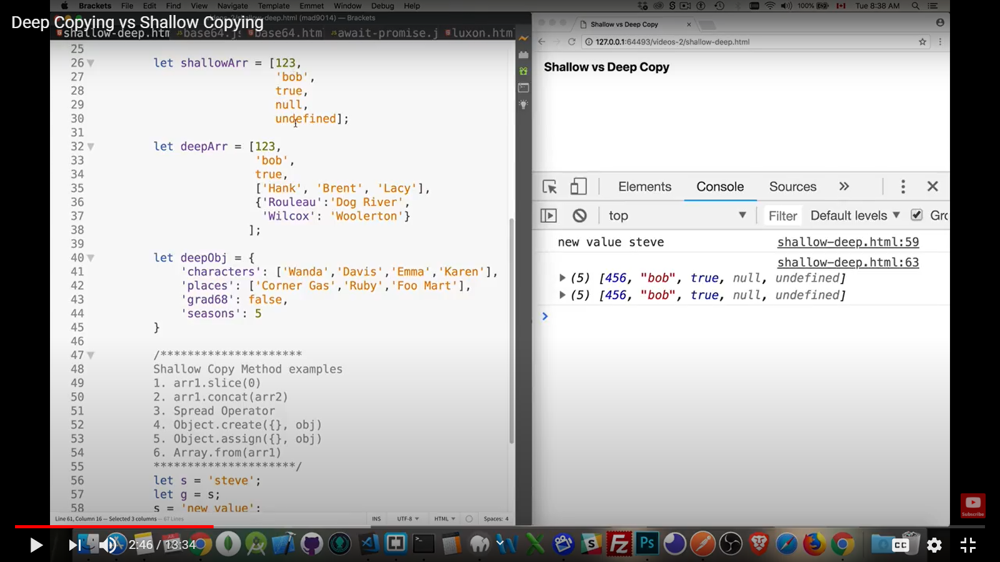 Brackets File Edit Find View Navigate Template Emmet Window Debug Help
100% Tue 8:38 AM
Deep Copying vs Shallow Copying
videos-2/shallow-deep.html (mad9014) — Brackets
shallow-deep.htm base64.js base64.htm await-promise.j luxon.html
25
26 let shallowArr = [123,
27 'bob',
28 true,
29 null,
30 undefined];
31
32 let deepArr = [123,
33 'bob',
34 true,
35 ['Hank', 'Brent', 'Lacy'],
36 {'Rouleau':'Dog River',
37 'Wilcox': 'Woolerton'}
38 ];
39
40 let deepObj = {
41 'characters': ['Wanda','Davis','Emma','Karen'],
42 'places': ['Corner Gas','Ruby','Foo Mart'],
43 'grad68': false,
44 'seasons': 5
45 }
46
47 /*********************
48 Shallow Copy Method examples
49 1. arr1.slice(0)
50 2. arr1.concat(arr2)
51 3. Spread Operator
52 4. Object.create({}, obj)
53 5. Object.assign({}, obj)
54 6. Array.from(arr1)
55 *********************/
56 let s = 'steve';
57 let g = s;
58 s = 'new value';
Line 61, Column 16 — Selected 3 columns — 67 Lines
INS UTF-8 HTML Spaces: 4
Shallow vs Deep Copy
127.0.0.1:64493/videos-2/shallow-deep.html
Shallow vs Deep Copy
Elements Console Sources
top Filter Default levels Gro
new value steve shallow-deep.html:59
shallow-deep.html:63
(5) [456, "bob", true, null, undefined]
(5) [456, "bob", true, null, undefined]
Subscribe
2:46 / 13:34
CC